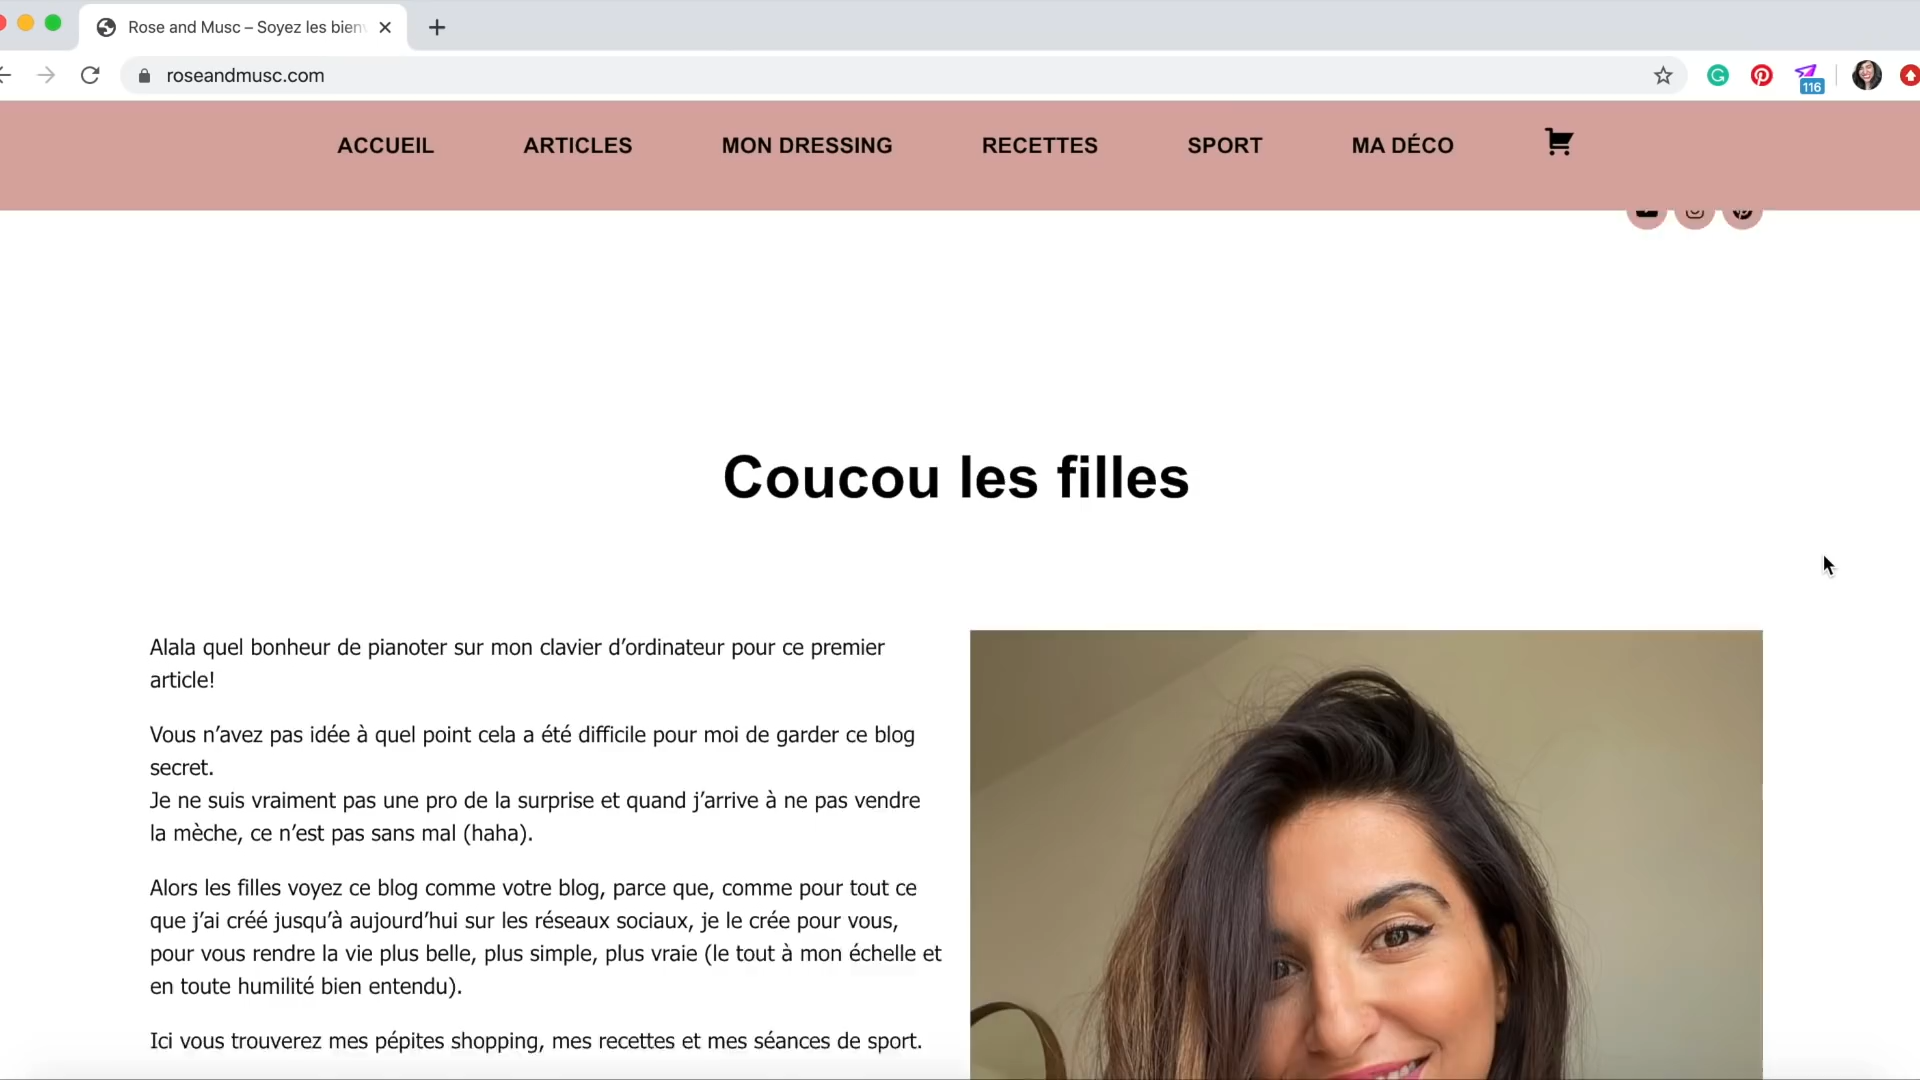 Rose and Musc – Soyez les bienv
roseandmusc.com
116
ACCUEIL
ARTICLES
MON DRESSING
RECETTES
SPORT
MA DÉCO
Coucou les filles
Alala quel bonheur de pianoter sur mon clavier d’ordinateur pour ce premier
article!
Vous n’avez pas idée à quel point cela a été difficile pour moi de garder ce blog
secret.
Je ne suis vraiment pas une pro de la surprise et quand j’arrive à ne pas vendre
la mèche, ce n’est pas sans mal (haha).
Alors les filles voyez ce blog comme votre blog, parce que, comme pour tout ce
que j’ai créé jusqu’à aujourd’hui sur les réseaux sociaux, je le crée pour vous,
pour vous rendre la vie plus belle, plus simple, plus vraie (le tout à mon échelle et
en toute humilité bien entendu).
Ici vous trouverez mes pépites shopping, mes recettes et mes séances de sport.